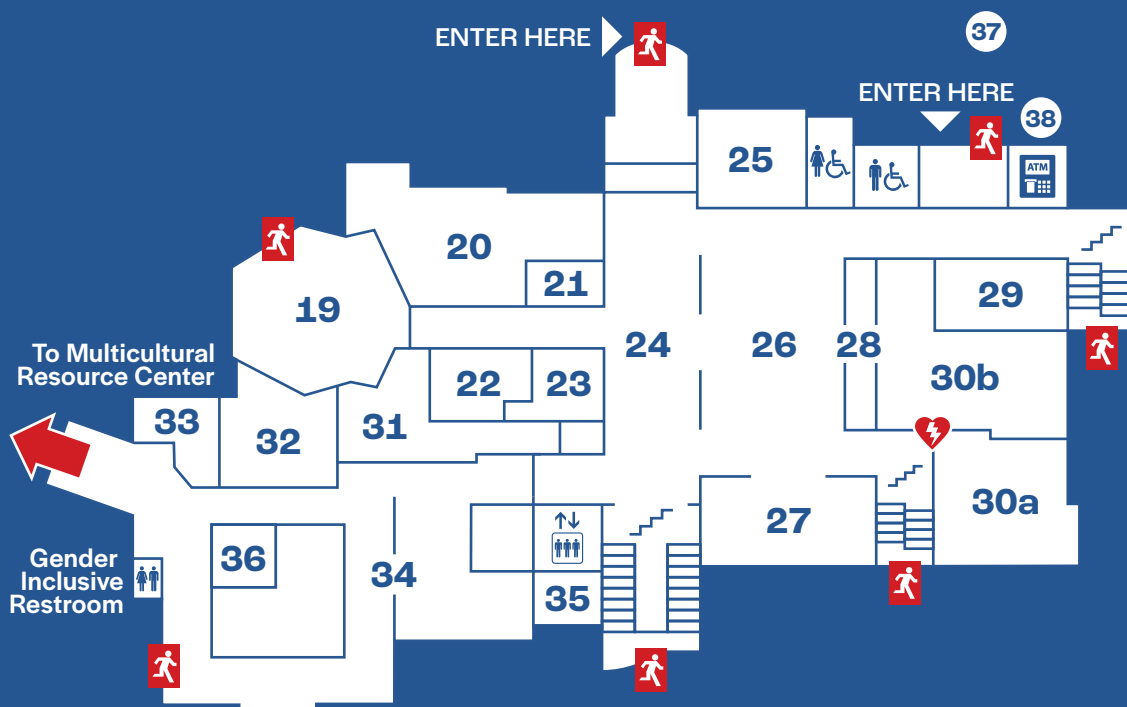 37
ENTER HERE
ENTER HERE
38
25
ATM
20
21
29
19
24
26
28
To Multicultural
Resource Center
22
23
30b
33
32
31
30a
27
36
Gender
Inclusive
Restroom
34
35